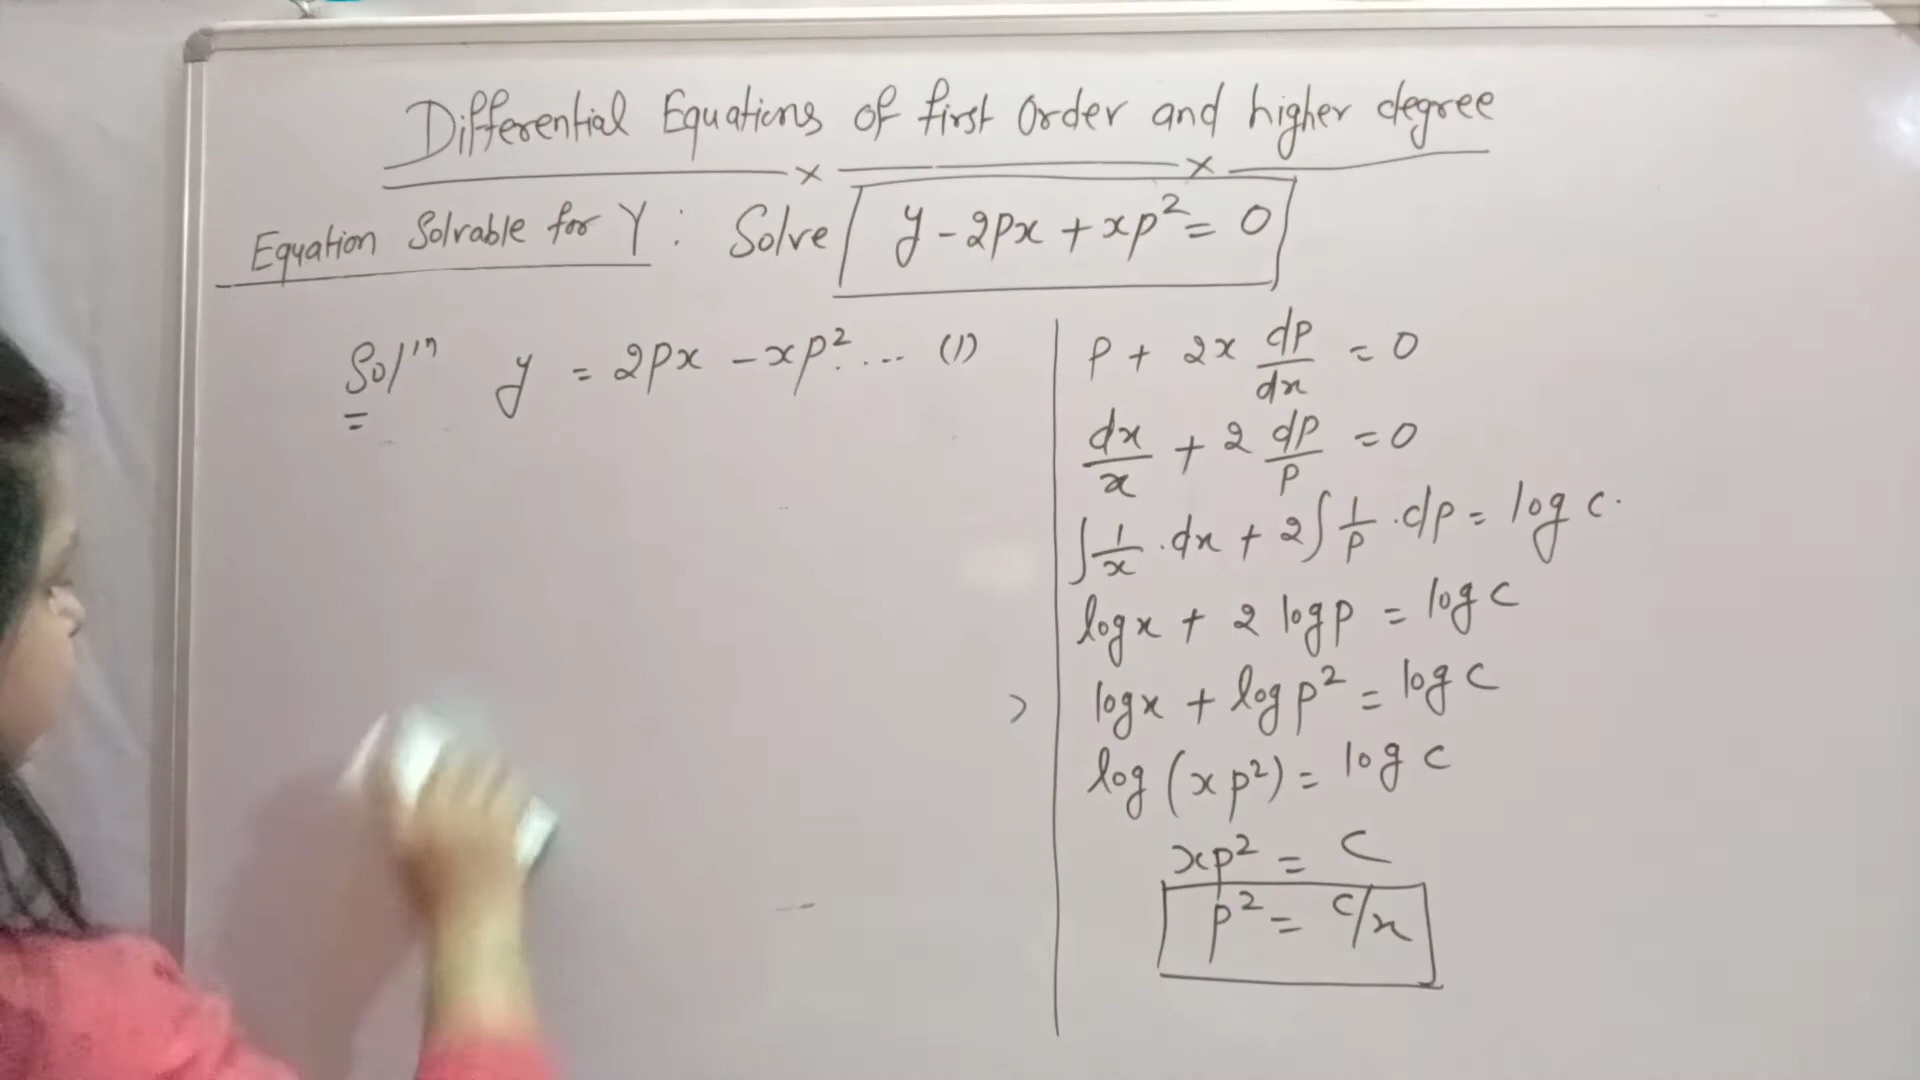 Differential Equations of first order and higher degree
Equation Solvable for Y : Solve y - 2px + xp² = 0
Sol'n y = 2px - xp² ... (1)
p + 2x dp/dx = 0
dx/x + 2 dp/p = 0
∫ 1/x . dx + 2 ∫ 1/p . dp = log c .
log x + 2 log p = log c
log x + log p² = log c
log (x p²) = log c
xp² = c
p² = c/x